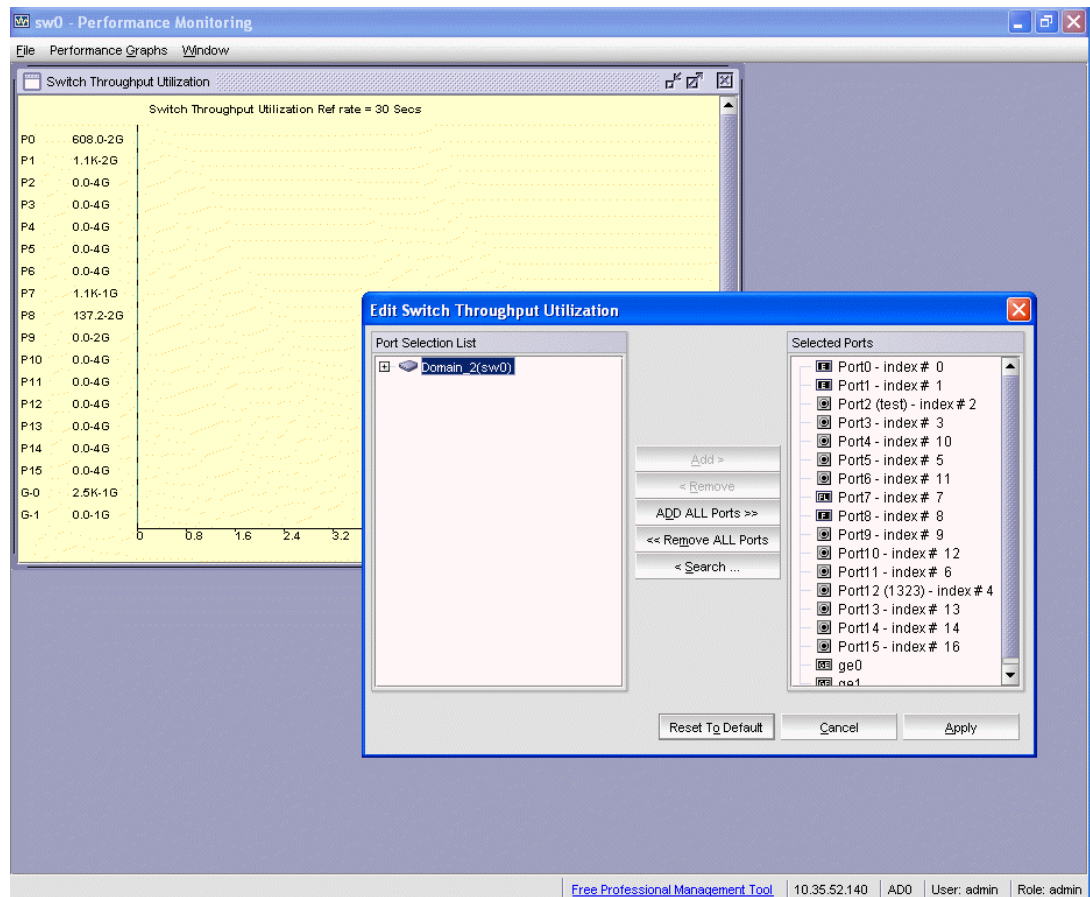 sw0 - Performance Monitoring
File Performance Graphs Window
Switch Throughput Utilization
Switch Throughput Utilization Ref rate = 30 Secs
P0 608.0-2G
P1 1.1K-2G
P2 0.0-4G
P3 0.0-4G
P4 0.0-4G
P5 0.0-4G
P6 0.0-4G
P7 1.1K-1G
P8 137.2-2G
P9 0.0-2G
P10 0.0-4G
P11 0.0-4G
P12 0.0-4G
P13 0.0-4G
P14 0.0-4G
P15 0.0-4G
G-0 2.5K-1G
G-1 0.0-1G
0 0.8 1.6 2.4 3.2
Edit Switch Throughput Utilization
Port Selection List
Domain_2(sw0)
Add >
< Remove
ADD ALL Ports >>
<< Remove ALL Ports
< Search ...
Selected Ports
Port0 - index # 0
Port1 - index # 1
Port2 (test) - index # 2
Port3 - index # 3
Port4 - index # 10
Port5 - index # 5
Port6 - index # 11
Port7 - index # 7
Port8 - index # 8
Port9 - index # 9
Port10 - index # 12
Port11 - index # 6
Port12 (1323) - index # 4
Port13 - index # 13
Port14 - index # 14
Port15 - index # 16
ge0
ge1
Reset To Default Cancel Apply
Free Professional Management Tool 10.35.52.140 AD0 User: admin Role: admin